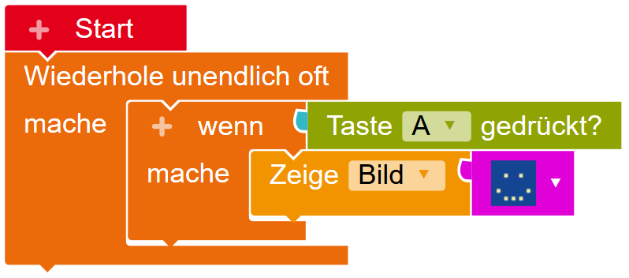 + Start
Wiederhole unendlich oft
mache + wenn Taste A gedrückt?
mache Zeige Bild